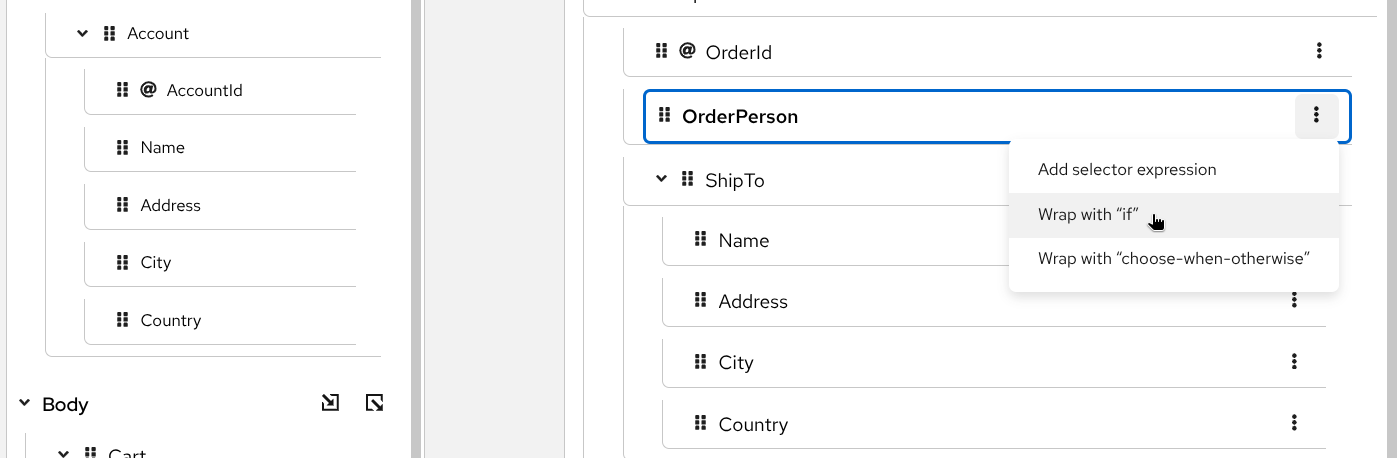 Account
@ AccountId
Name
Address
City
Country
Body
Cart
@ OrderId
OrderPerson
Add selector expression
Wrap with “if”
Wrap with “choose-when-otherwise”
ShipTo
Name
Address
City
Country